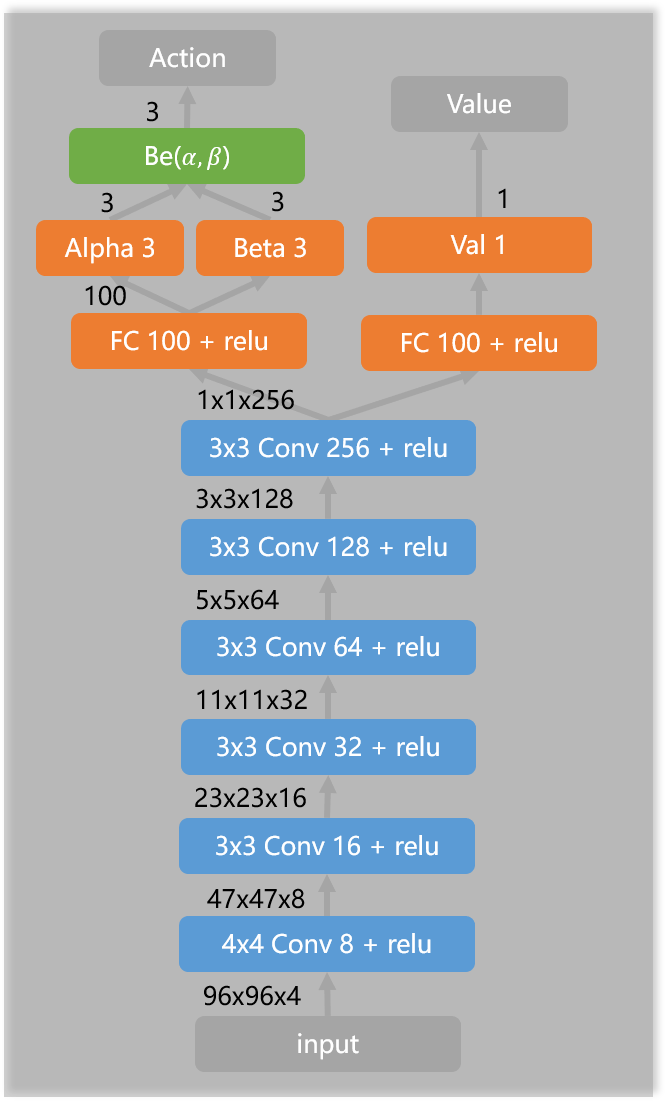 Action
Value
3
Be(α, β)
3
3
1
Alpha 3
Beta 3
Val 1
100
FC 100 + relu
FC 100 + relu
1x1x256
3x3 Conv 256 + relu
3x3x128
3x3 Conv 128 + relu
5x5x64
3x3 Conv 64 + relu
11x11x32
3x3 Conv 32 + relu
23x23x16
3x3 Conv 16 + relu
47x47x8
4x4 Conv 8 + relu
96x96x4
input